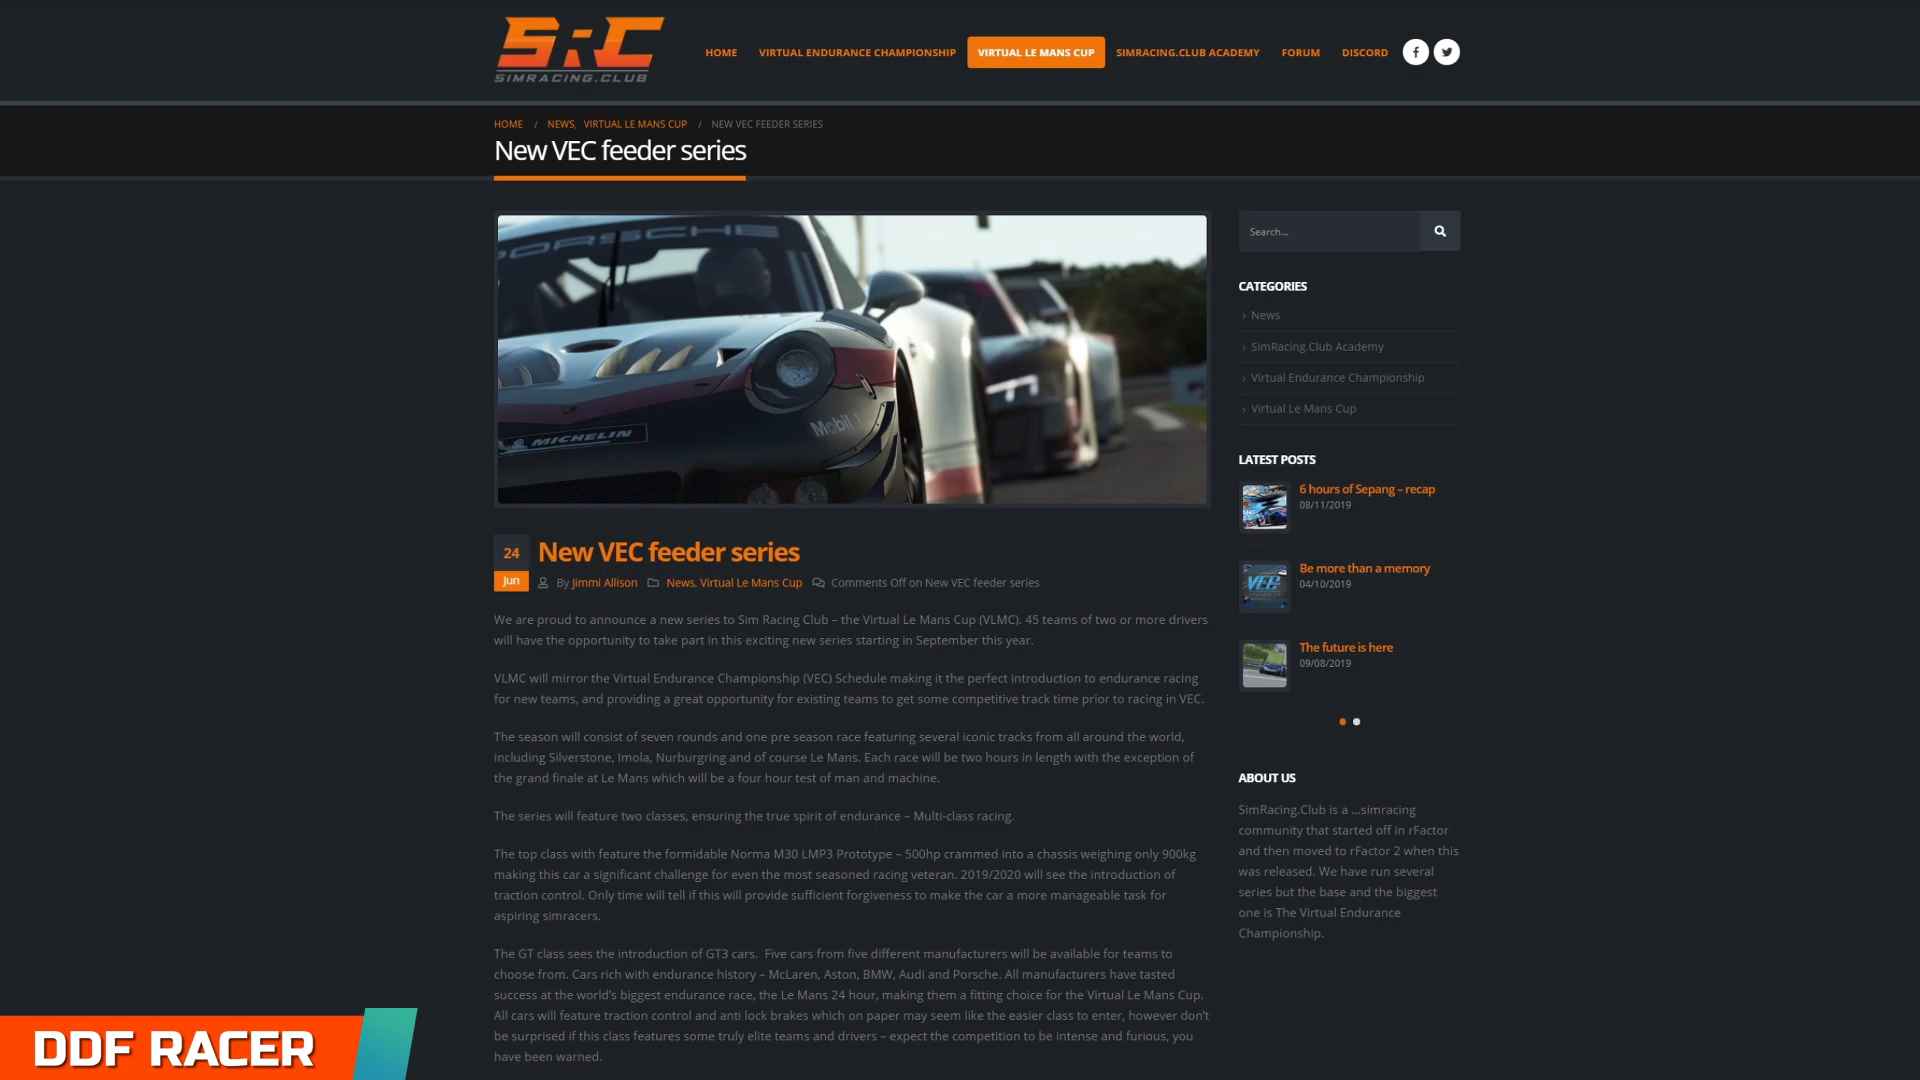 SRC
SIMRACING.CLUB
HOME
VIRTUAL ENDURANCE CHAMPIONSHIP
VIRTUAL LE MANS CUP
SIMRACING.CLUB ACADEMY
FORUM
DISCORD
HOME / NEWS, VIRTUAL LE MANS CUP / NEW VEC FEEDER SERIES
New VEC feeder series
PORSCHE
MICHELIN
Mobil 1
24
Jun
New VEC feeder series
By Jimmi Allison News, Virtual Le Mans Cup Comments Off on New VEC feeder series
We are proud to announce a new series to Sim Racing Club – the Virtual Le Mans Cup (VLMC). 45 teams of two or more drivers
will have the opportunity to take part in this exciting new series starting in September this year.
VLMC will mirror the Virtual Endurance Championship (VEC) Schedule making it the perfect introduction to endurance racing
for new teams, and providing a great opportunity for existing teams to get some competitive track time prior to racing in VEC.
The season will consist of seven rounds and one pre season race featuring several iconic tracks from all around the world,
including Silverstone, Imola, Nurburgring and of course Le Mans. Each race will be two hours in length with the exception of
the grand finale at Le Mans which will be a four hour test of man and machine.
The series will feature two classes, ensuring the true spirit of endurance – Multi-class racing.
The top class with feature the formidable Norma M30 LMP3 Prototype – 500hp crammed into a chassis weighing only 900kg
making this car a significant challenge for even the most seasoned racing veteran. 2019/2020 will see the introduction of
traction control. Only time will tell if this will provide sufficient forgiveness to make the car a more manageable task for
aspiring simracers.
The GT class sees the introduction of GT3 cars. Five cars from five different manufacturers will be available for teams to
choose from. Cars rich with endurance history – McLaren, Aston, BMW, Audi and Porsche. All manufacturers have tasted
success at the world's biggest endurance race, the Le Mans 24 hour, making them a fitting choice for the Virtual Le Mans Cup.
All cars will feature traction control and anti lock brakes which on paper may seem like the easier class to enter, however don't
be surprised if this class features some truly elite teams and drivers – expect the competition to be intense and furious, you
have been warned.
Search...
CATEGORIES
News
SimRacing.Club Academy
Virtual Endurance Championship
Virtual Le Mans Cup
LATEST POSTS
6 hours of Sepang – recap
08/11/2019
VEC
Be more than a memory
04/10/2019
The future is here
09/08/2019
ABOUT US
SimRacing.Club is a ...simracing
community that started off in rFactor
and then moved to rFactor 2 when this
was released. We have run several
series but the base and the biggest
one is The Virtual Endurance
Championship.
DDF RACER